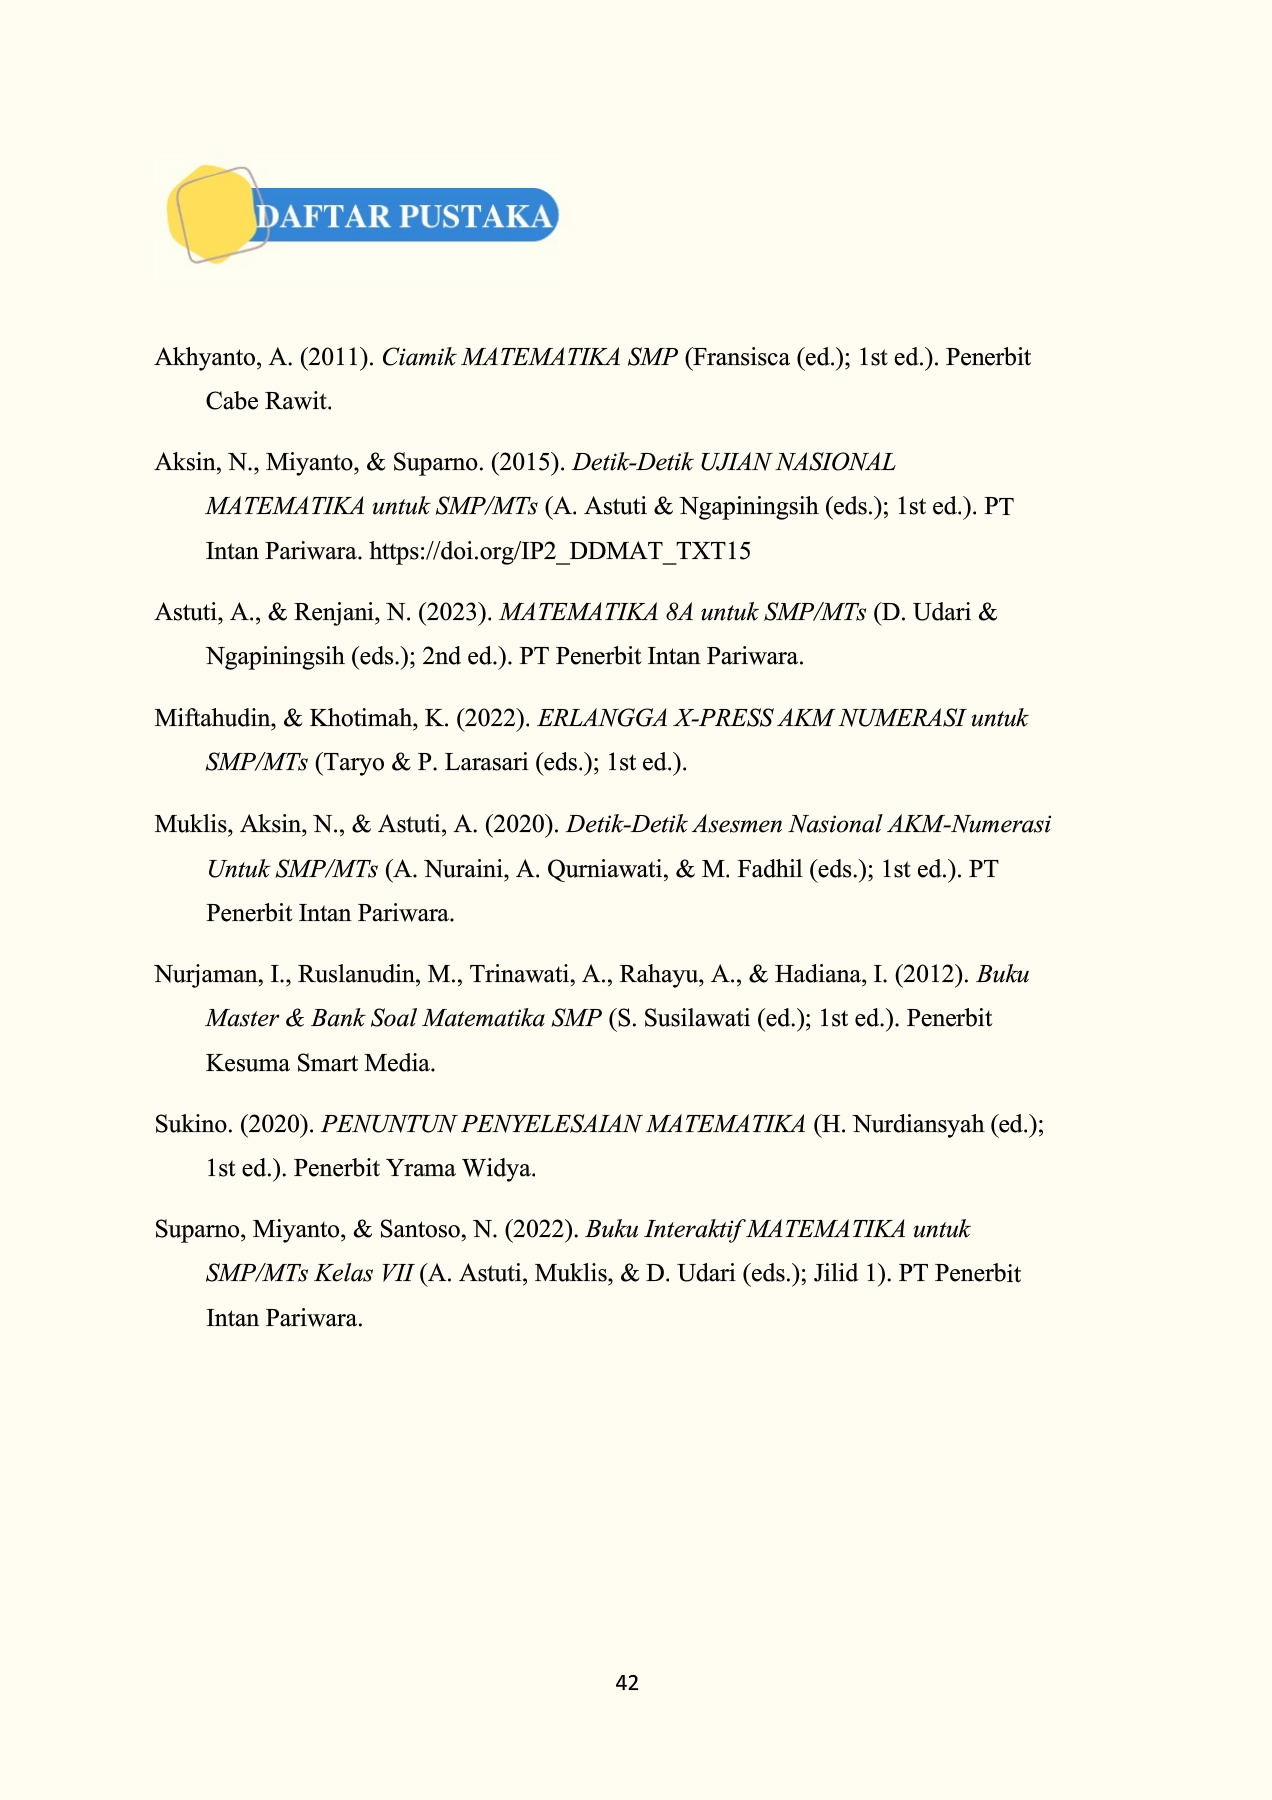 DAFTAR PUSTAKA
Akhyanto, A. (2011). Ciamik MATEMATIKA SMP (Fransisca (ed.); 1st ed.). Penerbit
Cabe Rawit.
Aksin, N., Miyanto, & Suparno. (2015). Detik-Detik UJIAN NASIONAL
MATEMATIKA untuk SMP/MTs (A. Astuti & Ngapiningsih (eds.); 1st ed.). PT
Intan Pariwara. https://doi.org/IP2_DDMAT_TXT15
Astuti, A., & Renjani, N. (2023). MATEMATIKA 8A untuk SMP/MTs (D. Udari &
Ngapiningsih (eds.); 2nd ed.). PT Penerbit Intan Pariwara.
Miftahudin, & Khotimah, K. (2022). ERLANGGA X-PRESS AKM NUMERASI untuk
SMP/MTs (Taryo & P. Larasari (eds.); 1st ed.).
Muklis, Aksin, N., & Astuti, A. (2020). Detik-Detik Asesmen Nasional AKM-Numerasi
Untuk SMP/MTs (A. Nuraini, A. Qurniawati, & M. Fadhil (eds.); 1st ed.). PT
Penerbit Intan Pariwara.
Nurjaman, I., Ruslanudin, M., Trinawati, A., Rahayu, A., & Hadiana, I. (2012). Buku
Master & Bank Soal Matematika SMP (S. Susilawati (ed.); 1st ed.). Penerbit
Kesuma Smart Media.
Sukino. (2020). PENUNTUN PENYELESAIAN MATEMATIKA (H. Nurdiansyah (ed.);
1st ed.). Penerbit Yrama Widya.
Suparno, Miyanto, & Santoso, N. (2022). Buku Interaktif MATEMATIKA untuk
SMP/MTs Kelas VII (A. Astuti, Muklis, & D. Udari (eds.); Jilid 1). PT Penerbit
Intan Pariwara.
42